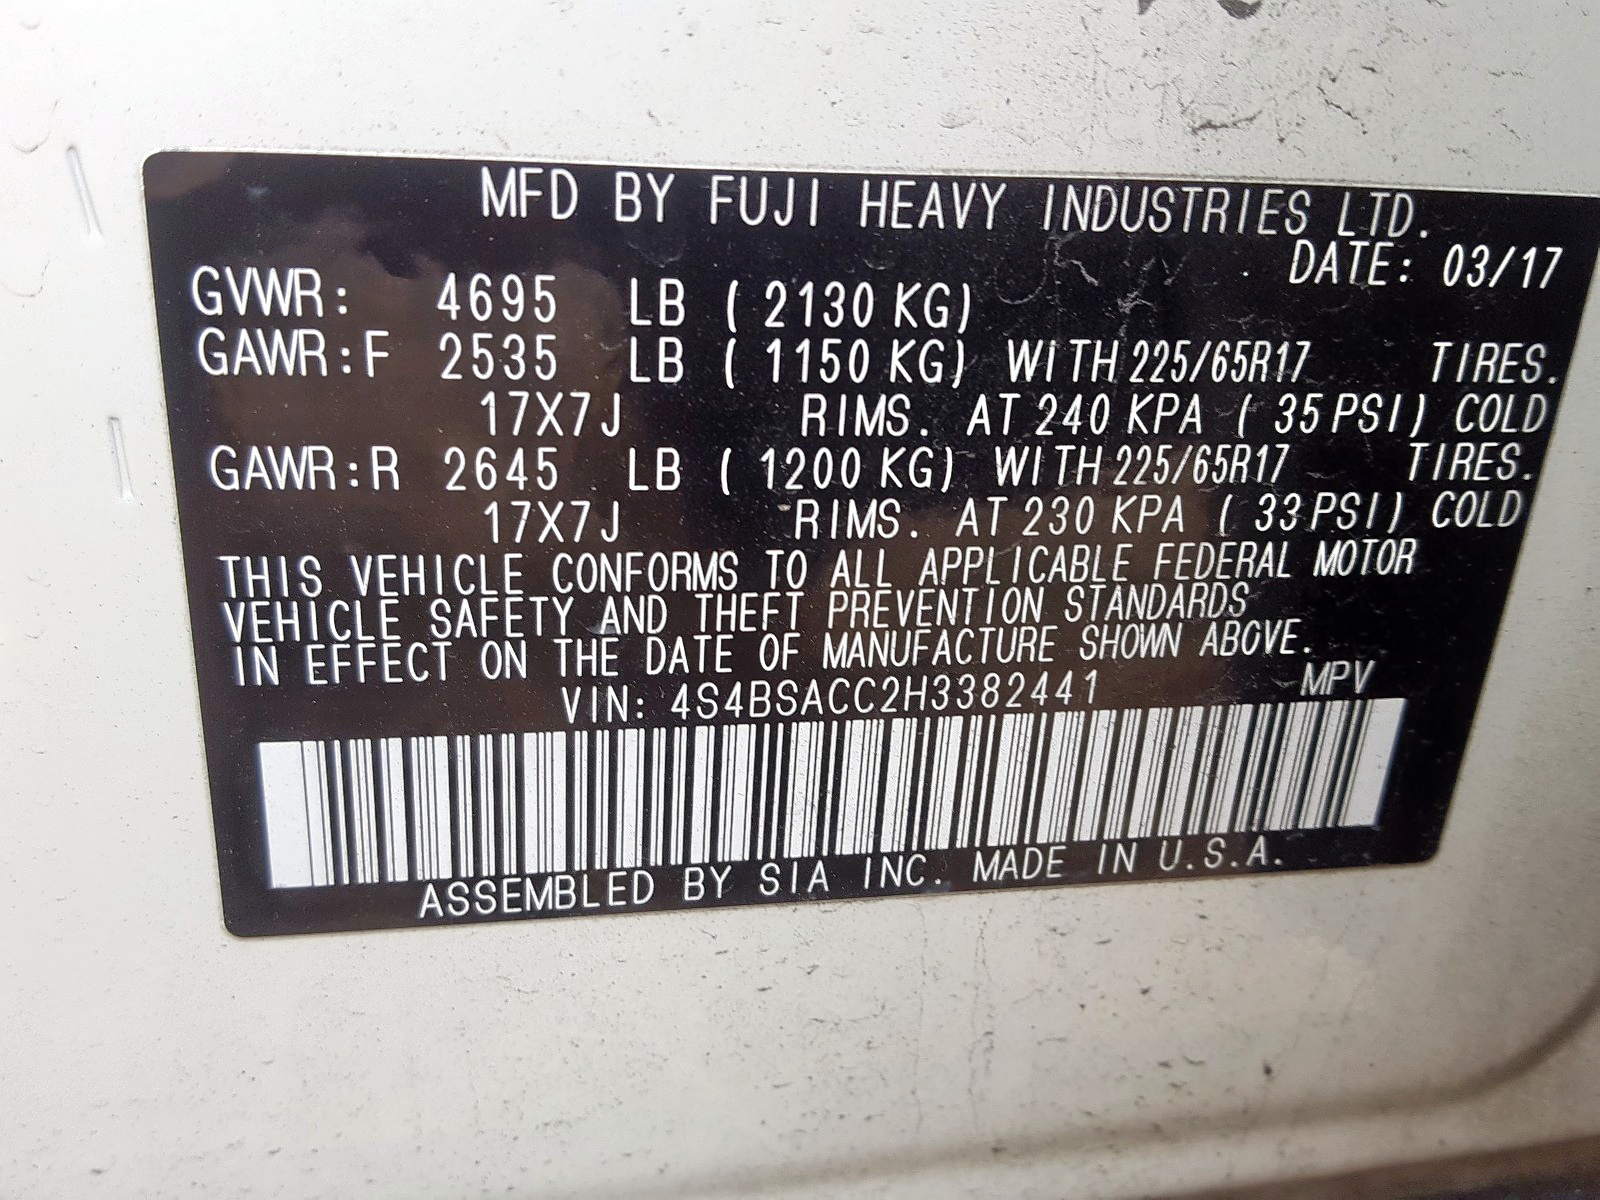 MFD BY FUJI HEAVY INDUSTRIES LTD.
DATE: 03/17
GVWR: 4695 LB ( 2130 KG)
GAWR:F 2535 LB ( 1150 KG) WITH 225/65R17 TIRES.
17X7J RIMS. AT 240 KPA ( 35 PSI) COLD
GAWR:R 2645 LB ( 1200 KG) WITH 225/65R17 TIRES.
17X7J RIMS. AT 230 KPA ( 33 PSI) COLD
THIS VEHICLE CONFORMS TO ALL APPLICABLE FEDERAL MOTOR
VEHICLE SAFETY AND THEFT PREVENTION STANDARDS
IN EFFECT ON THE DATE OF MANUFACTURE SHOWN ABOVE.
VIN: 4S4BSACC2H3382441 MPV
ASSEMBLED BY SIA INC. MADE IN U.S.A.